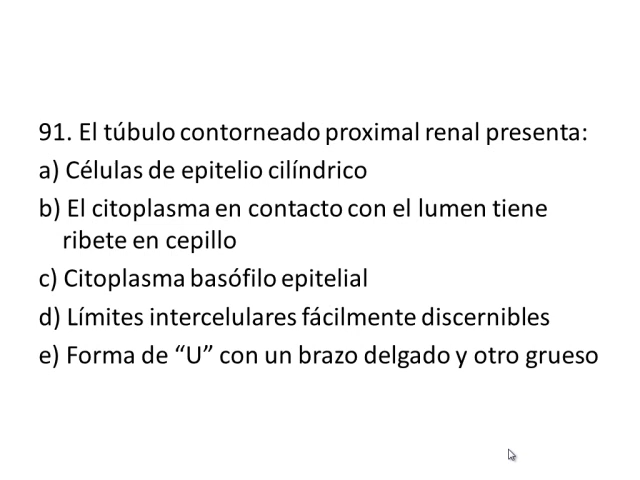 91. El túbulo contorneado proximal renal presenta:
a) Células de epitelio cilíndrico
b) El citoplasma en contacto con el lumen tiene
ribete en cepillo
c) Citoplasma basófilo epitelial
d) Límites intercelulares fácilmente discernibles
e) Forma de “U” con un brazo delgado y otro grueso